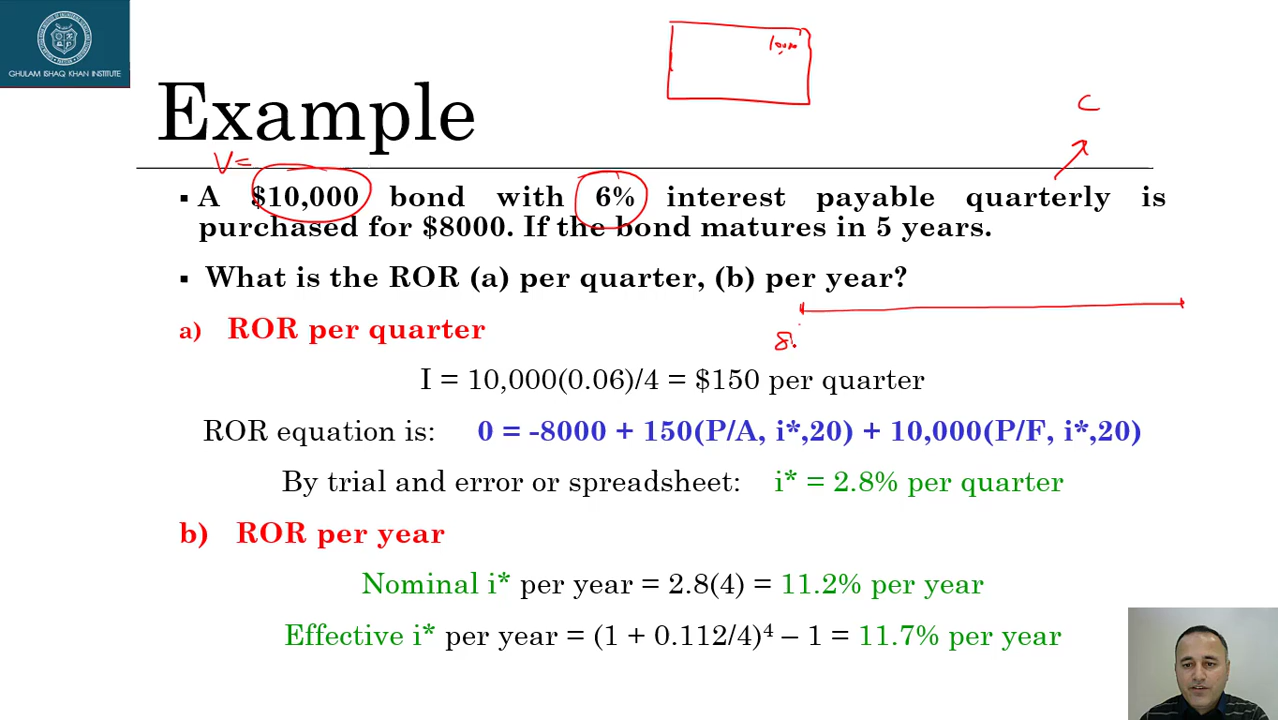 GHULAM ISHAQ KHAN INSTITUTE
Example
C
V=
▪ A $10,000 bond with 6% interest payable quarterly is
purchased for $8000. If the bond matures in 5 years.
▪ What is the ROR (a) per quarter, (b) per year?
a) ROR per quarter
I = 10,000(0.06)/4 = $150 per quarter
ROR equation is: 0 = -8000 + 150(P/A, i*,20) + 10,000(P/F, i*,20)
By trial and error or spreadsheet: i* = 2.8% per quarter
b) ROR per year
Nominal i* per year = 2.8(4) = 11.2% per year
Effective i* per year = (1 + 0.112/4)⁴ – 1 = 11.7% per year